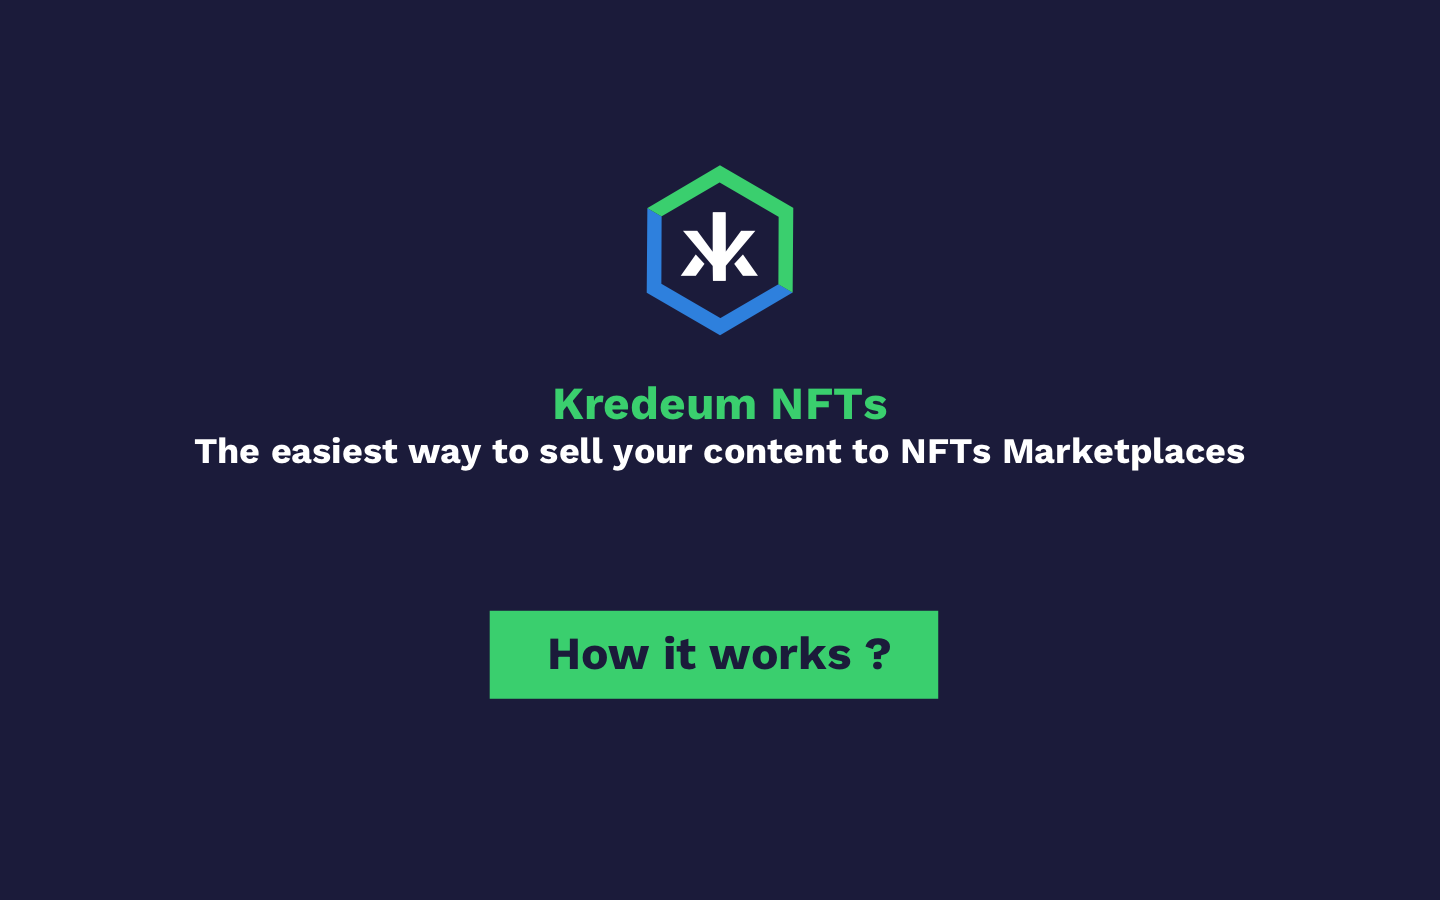 Kredeum NFTs
The easiest way to sell your content to NFTs Marketplaces
How it works ?